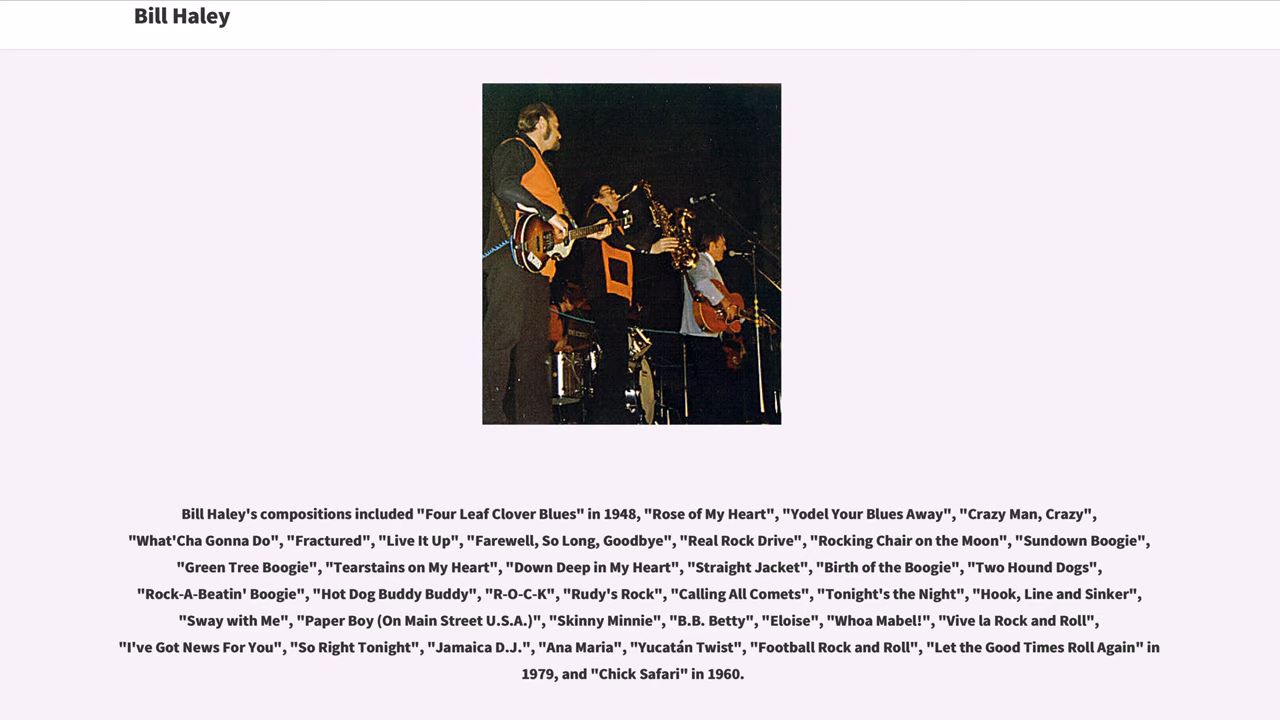 Bill Haley
Bill Haley's compositions included "Four Leaf Clover Blues" in 1948, "Rose of My Heart", "Yodel Your Blues Away", "Crazy Man, Crazy",
"What'Cha Gonna Do", "Fractured", "Live It Up", "Farewell, So Long, Goodbye", "Real Rock Drive", "Rocking Chair on the Moon", "Sundown Boogie",
"Green Tree Boogie", "Tearstains on My Heart", "Down Deep in My Heart", "Straight Jacket", "Birth of the Boogie", "Two Hound Dogs",
"Rock-A-Beatin' Boogie", "Hot Dog Buddy Buddy", "R-O-C-K", "Rudy's Rock", "Calling All Comets", "Tonight's the Night", "Hook, Line and Sinker",
"Sway with Me", "Paper Boy (On Main Street U.S.A.)", "Skinny Minnie", "B.B. Betty", "Eloise", "Whoa Mabel!", "Vive la Rock and Roll",
"I've Got News For You", "So Right Tonight", "Jamaica D.J.", "Ana Maria", "Yucatán Twist", "Football Rock and Roll", "Let the Good Times Roll Again" in
1979, and "Chick Safari" in 1960.